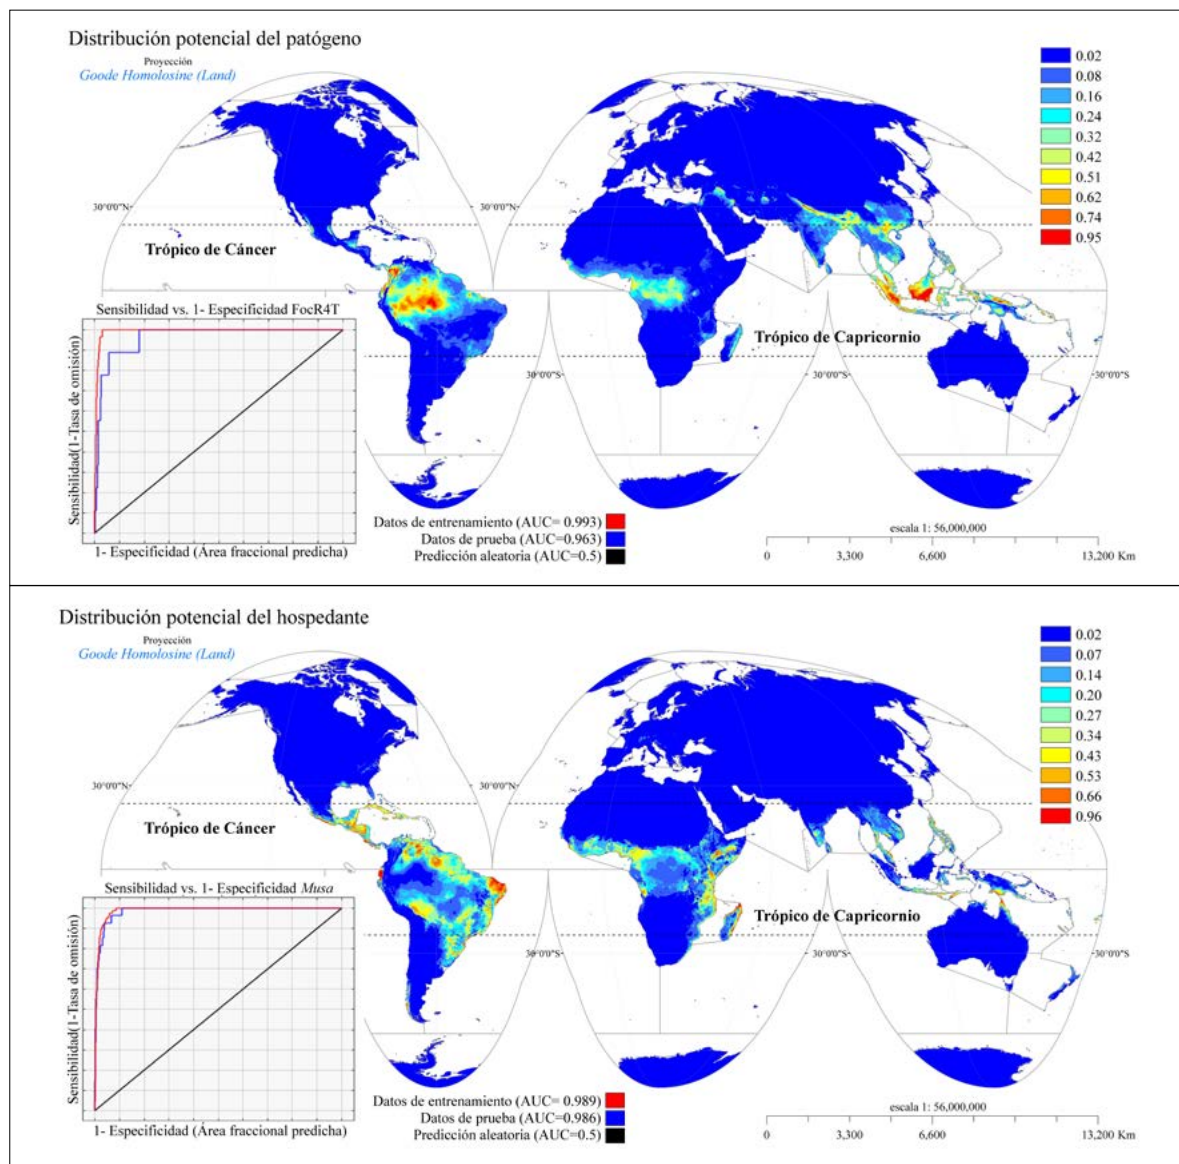 Distribución potencial del patógeno
Proyección
Goode Homolosine (Land)
0.02
0.08
0.16
0.24
0.32
0.42
0.51
0.62
0.74
0.95
30°0'0"N
Trópico de Cáncer
Sensibilidad vs. 1- Especificidad FocR4T
Sensibilidad(1-Tasa de omisión)
1- Especificidad (Área fraccional predicha)
Trópico de Capricornio
30°0'0"S
30°0'0"S
30°0'0"S
Datos de entrenamiento (AUC= 0.993)
Datos de prueba (AUC=0.963)
Predicción aleatoria (AUC=0.5)
escala 1: 56,000,000
0 3,300 6,600 13,200 Km
Distribución potencial del hospedante
Proyección
Goode Homolosine (Land)
0.02
0.07
0.14
0.20
0.27
0.34
0.43
0.53
0.66
0.96
30°0'0"N
Trópico de Cáncer
Sensibilidad vs. 1- Especificidad Musa
Sensibilidad(1-Tasa de omisión)
1- Especificidad (Área fraccional predicha)
Trópico de Capricornio
30°0'0"S
30°0'0"S
30°0'0"S
Datos de entrenamiento (AUC= 0.989)
Datos de prueba (AUC=0.986)
Predicción aleatoria (AUC=0.5)
escala 1: 56,000,000
0 3,300 6,600 13,200 Km